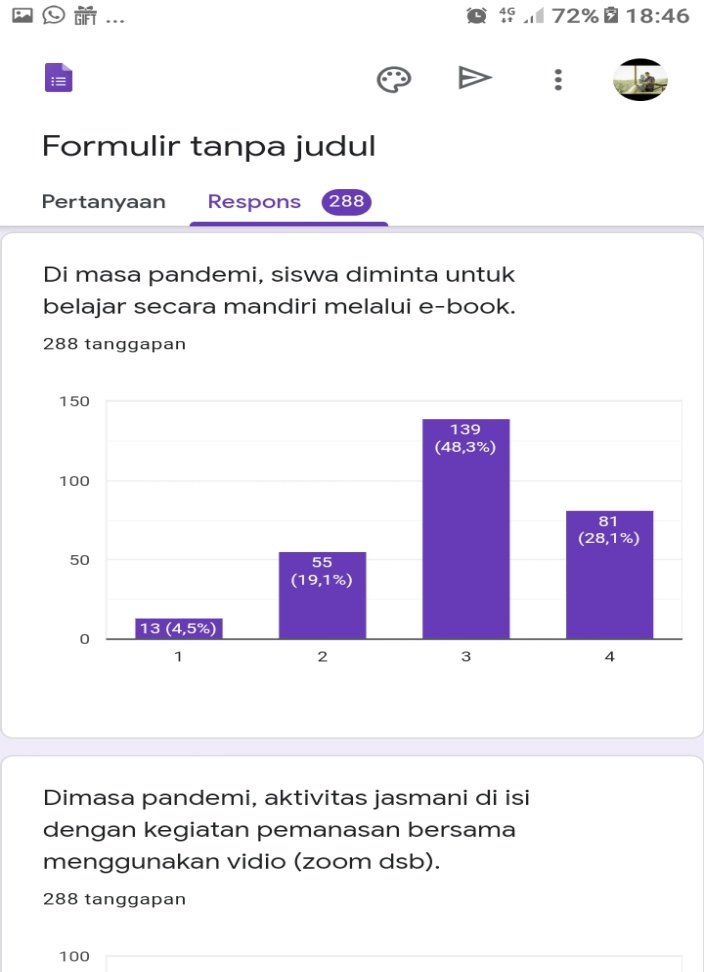 GIFT ... 4G 72% 18:46
Formulir tanpa judul
Pertanyaan Respons 288
Di masa pandemi, siswa diminta untuk
belajar secara mandiri melalui e-book.
288 tanggapan
150
139
(48,3%)
100
81
(28,1%)
50
55
(19,1%)
13 (4,5%)
0
1 2 3 4
Dimasa pandemi, aktivitas jasmani di isi
dengan kegiatan pemanasan bersama
menggunakan vidio (zoom dsb).
288 tanggapan
100